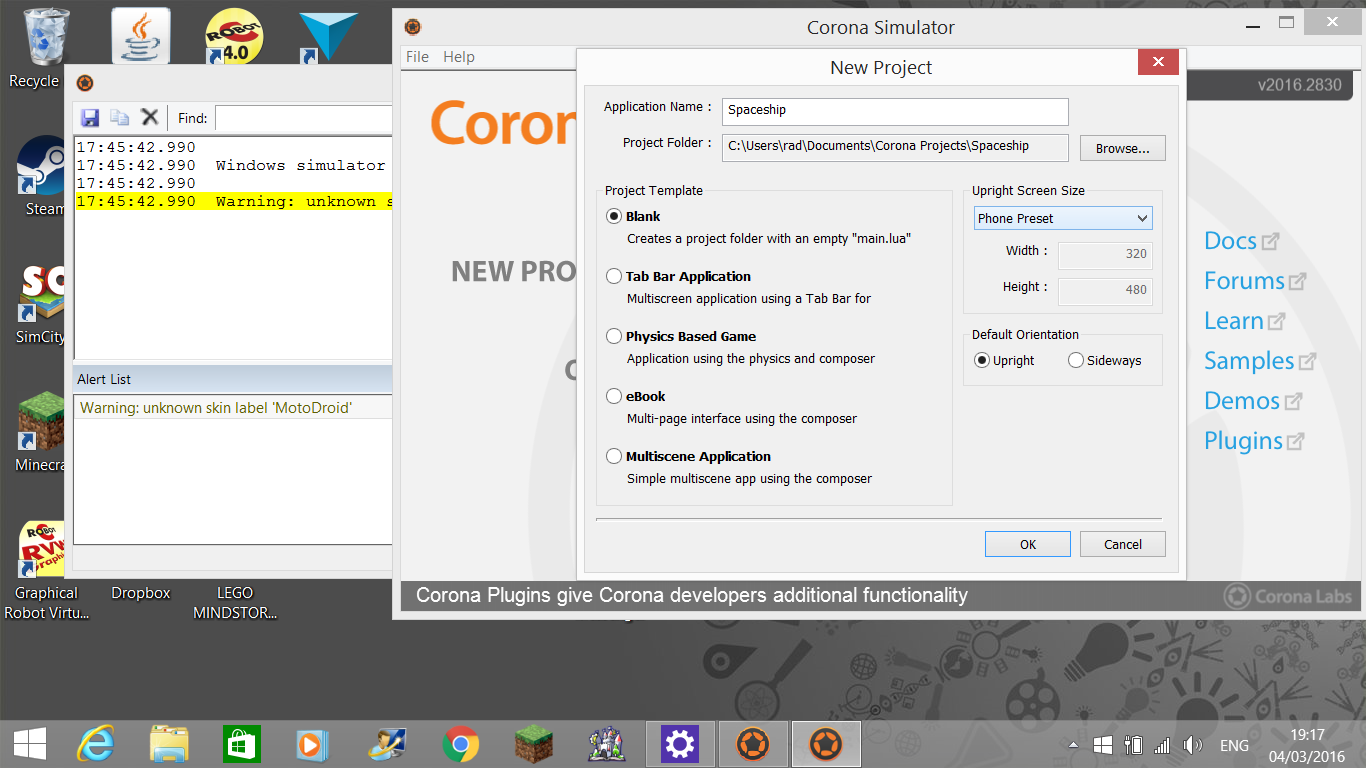 Recycle
ROBOT
4.0
Steam
SimCity
Minecra
Graphical
Robot Virtu...
Dropbox
LEGO
MINDSTOR...
Find:
17:45:42.990
17:45:42.990 Windows simulator
17:45:42.990
17:45:42.990 Warning: unknown s
Alert List
Warning: unknown skin label 'MotoDroid'
Corona Simulator
File Help
v2016.2830
Coron
NEW PRO
New Project
Application Name : Spaceship
Project Folder : C:\Users\rad\Documents\Corona Projects\Spaceship
Browse...
Project Template
Blank
Creates a project folder with an empty "main.lua"
Tab Bar Application
Multiscreen application using a Tab Bar for
Physics Based Game
Application using the physics and composer
eBook
Multi-page interface using the composer
Multiscene Application
Simple multiscene app using the composer
Upright Screen Size
Phone Preset
Width : 320
Height : 480
Default Orientation
Upright Sideways
OK Cancel
Docs
Forums
Learn
Samples
Demos
Plugins
Corona Plugins give Corona developers additional functionality
Corona Labs
ENG
19:17
04/03/2016